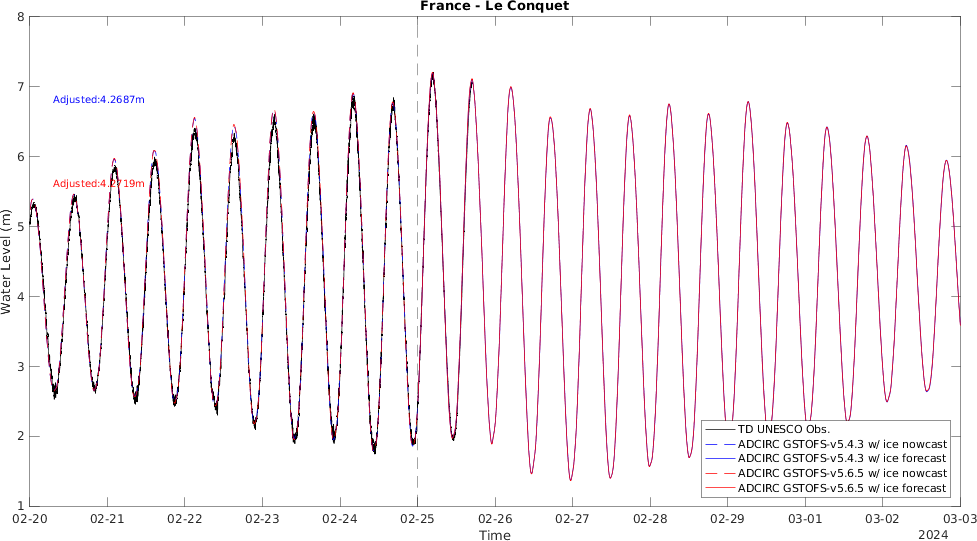 France - Le Conquet
8
7
6
5
4
3
2
1
Water Level (m)
Adjusted:4.2687m
Adjusted:4.2719m
TD UNESCO Obs.
ADCIRC GSTOFS-v5.4.3 w/ ice nowcast
ADCIRC GSTOFS-v5.4.3 w/ ice forecast
ADCIRC GSTOFS-v5.6.5 w/ ice nowcast
ADCIRC GSTOFS-v5.6.5 w/ ice forecast
02-20 02-21 02-22 02-23 02-24 02-25 02-26 02-27 02-28 02-29 03-01 03-02 03-03
Time
2024